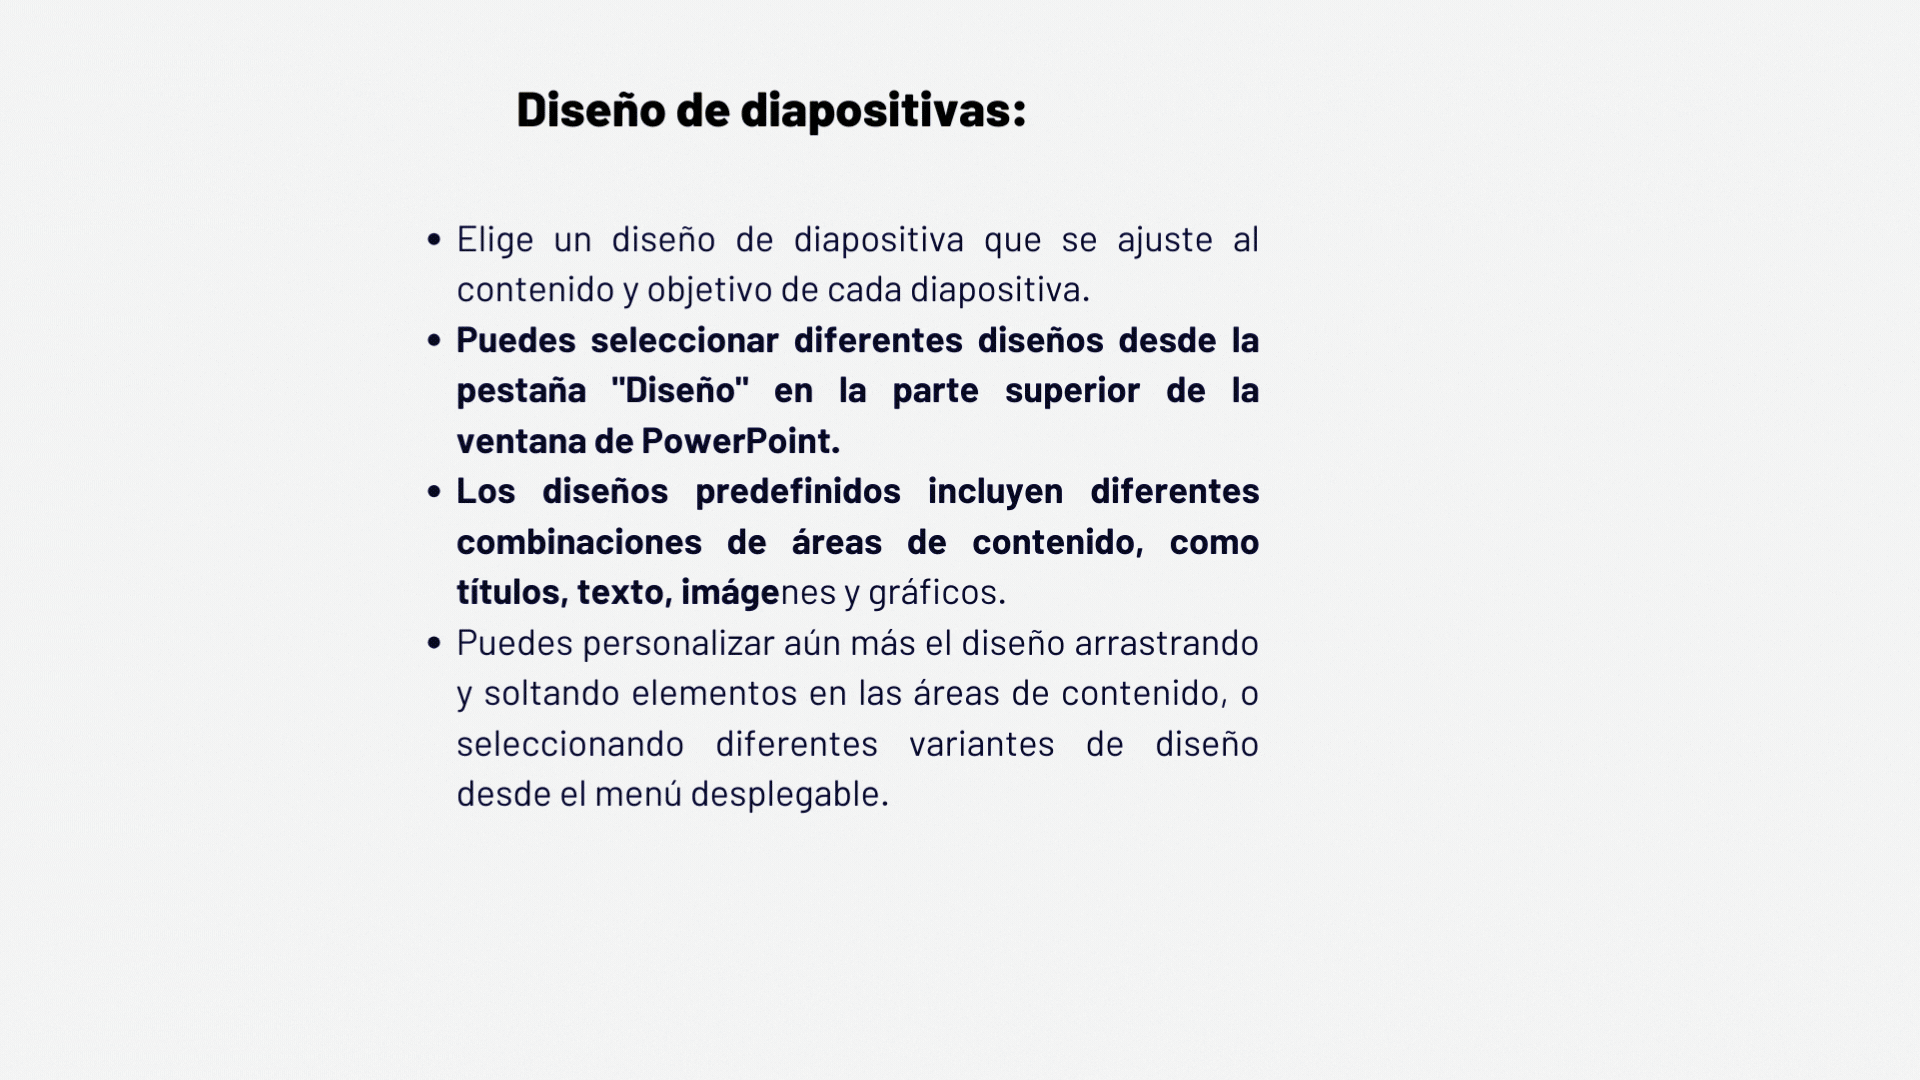 Diseño de diapositivas:
• Elige un diseño de diapositiva que se ajuste al
contenido y objetivo de cada diapositiva.
• Puedes seleccionar diferentes diseños desde la
pestaña "Diseño" en la parte superior de la
ventana de PowerPoint.
• Los diseños predefinidos incluyen diferentes
combinaciones de áreas de contenido, como
títulos, texto, imágenes y gráficos.
• Puedes personalizar aún más el diseño arrastrando
y soltando elementos en las áreas de contenido, o
seleccionando diferentes variantes de diseño
desde el menú desplegable.